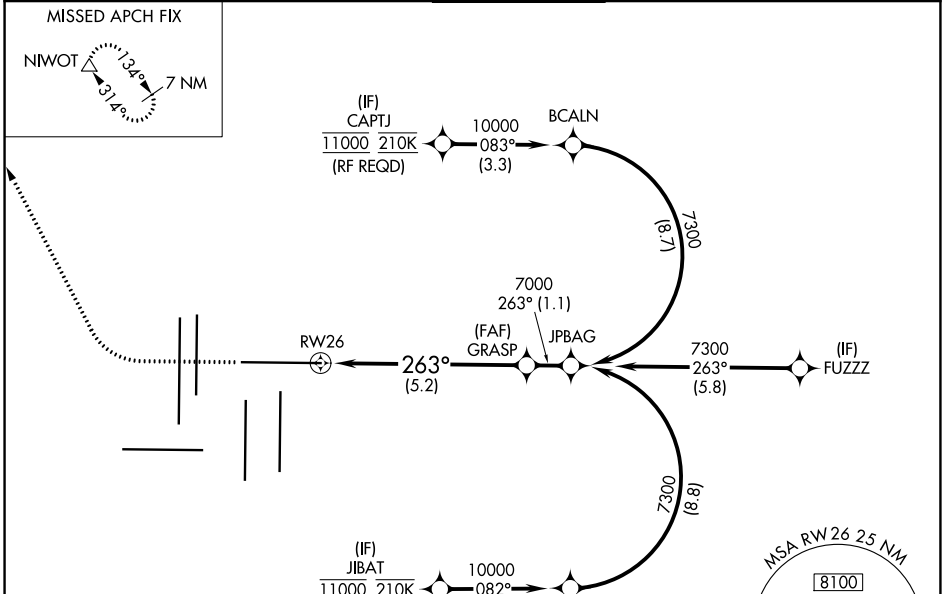 MISSED APCH FIX
NIWOT
134°
7 NM
314°
(IF)
CAPTJ
11000 210K
(RF REQD)
10000
083°
(3.3)
BCALN
7300
(8.7)
7000
263° (1.1)
(FAF)
GRASP
JPBAG
RW26
263°
(5.2)
7300
263°
(5.8)
(IF)
FUZZZ
7300
(8.8)
(IF)
JIBAT
11000 210K
10000
082°
MSA RW26 25 NM
8100